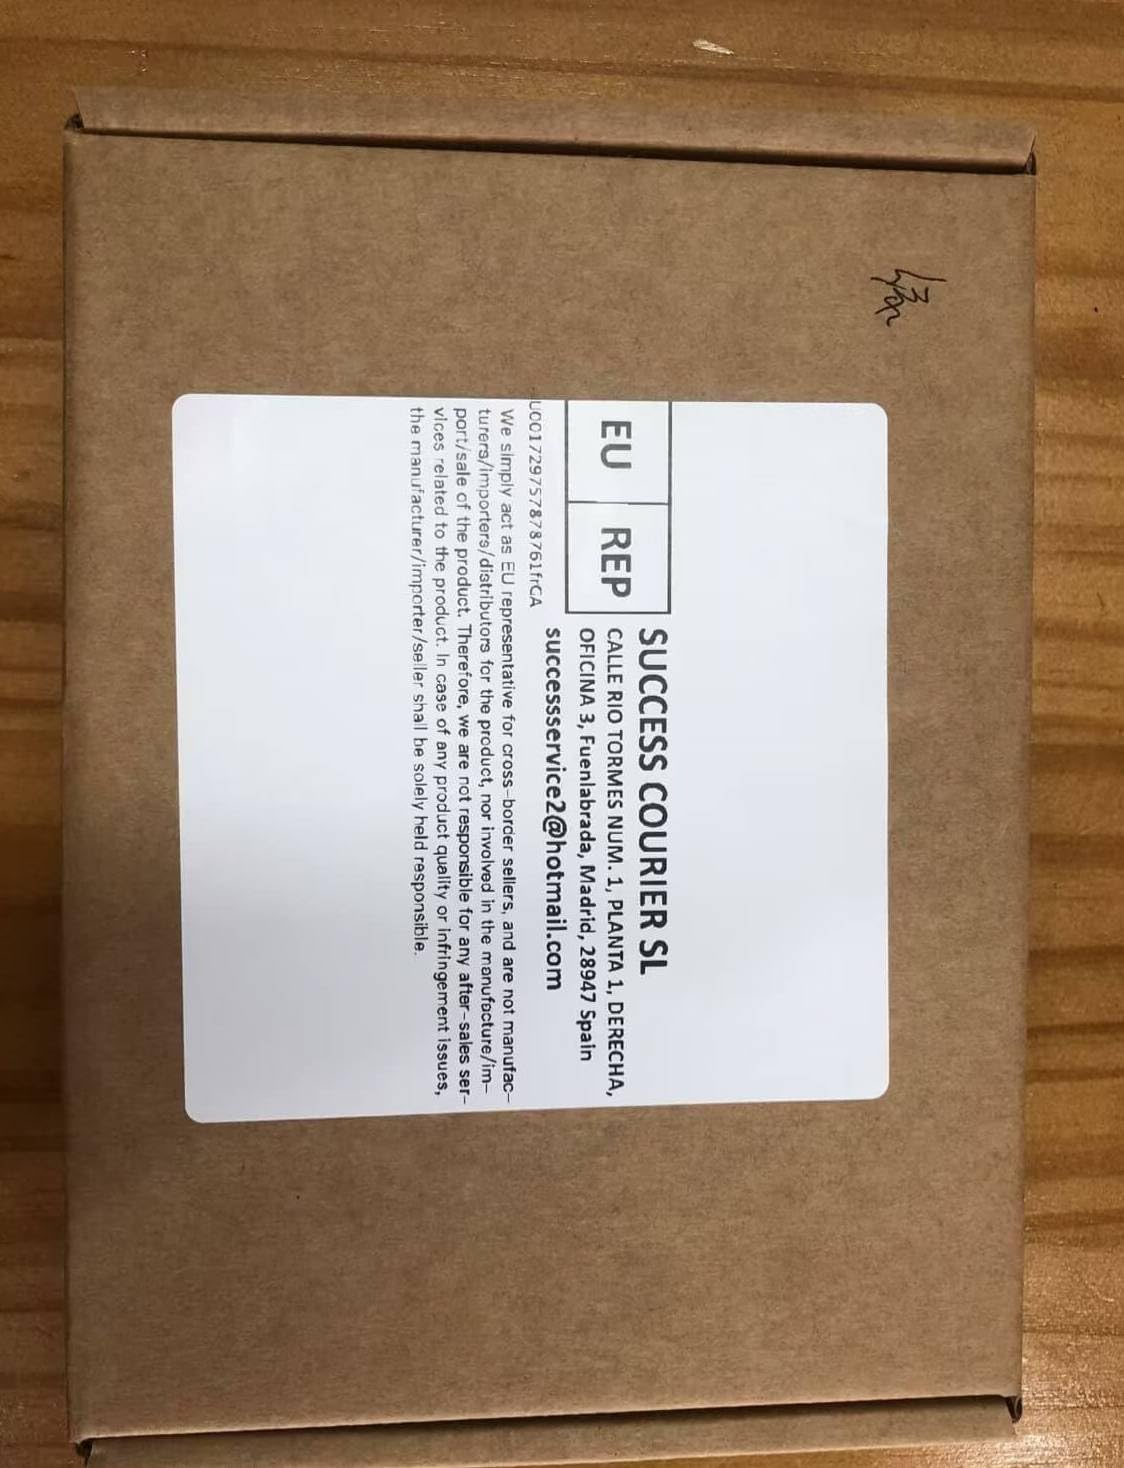 EU REP
SUCCESS COURIER SL
CALLE RIO TORMES NUM. 1, PLANTA 1, DERECHA,
OFICINA 3, Fuenlabrada, Madrid, 28947 Spain
successservice2@hotmail.com
U001729757878761frGA
We simply act as EU representative for cross-border sellers, and are not manufac-
turers/importers/distributors for the product, nor involved in the manufacture/im-
port/sale of the product. Therefore, we are not responsible for any after-sales ser-
vices related to the product. In case of any product quality or infringement issues,
the manufacturer/importer/seller shall be solely held responsible.